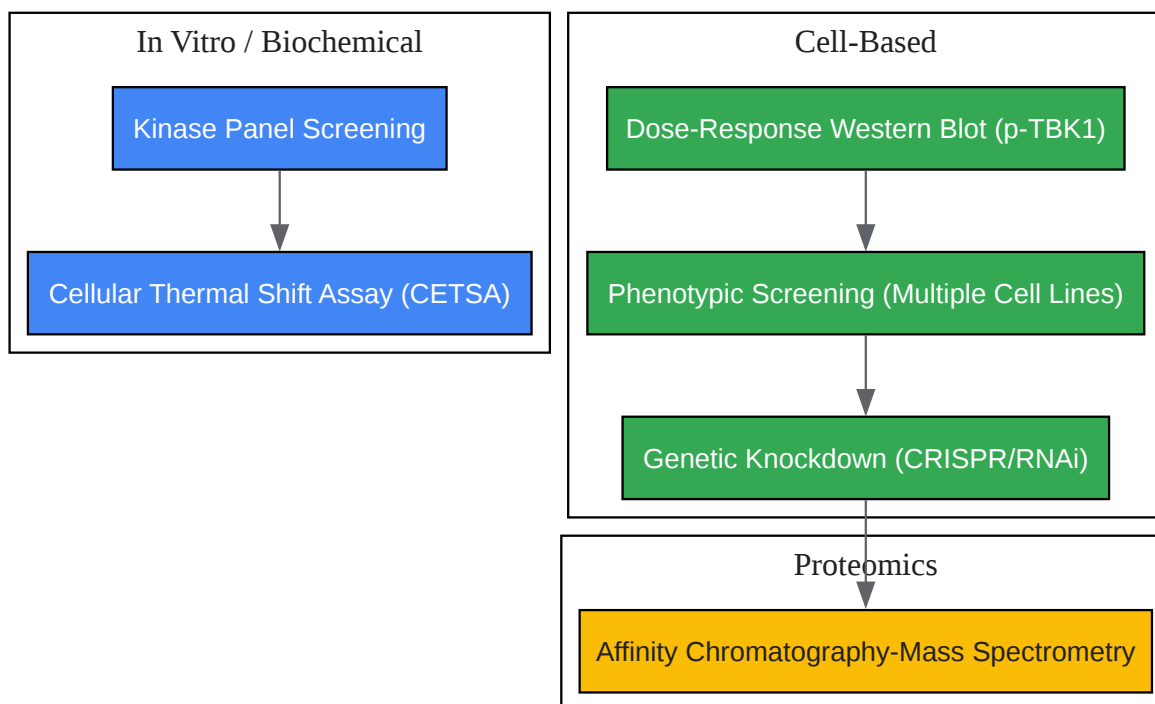 In Vitro / Biochemical
Kinase Panel Screening
Cellular Thermal Shift Assay (CETSA)
Cell-Based
Dose-Response Western Blot (p-TBK1)
Phenotypic Screening (Multiple Cell Lines)
Genetic Knockdown (CRISPR/RNAi)
Proteomics
Affinity Chromatography-Mass Spectrometry